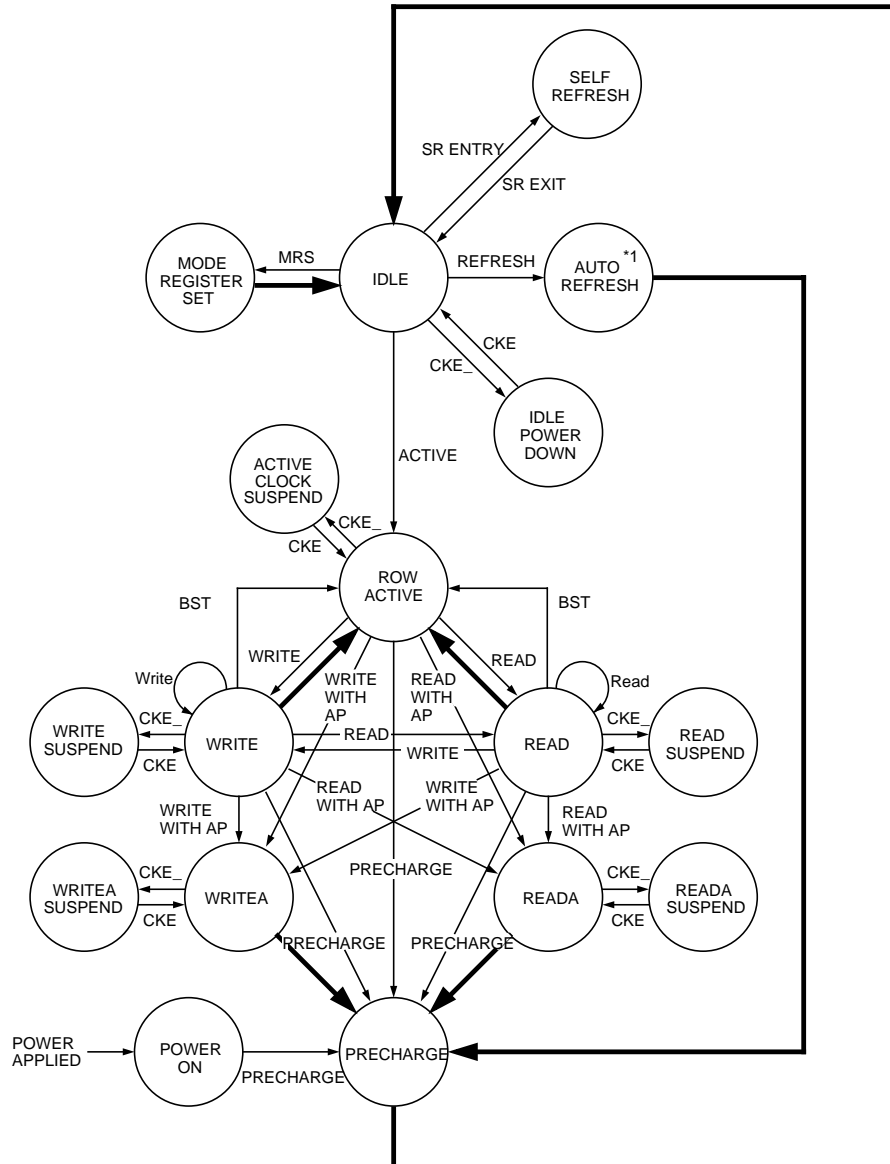 SELF
REFRESH
SR ENTRY
SR EXIT
MODE
REGISTER
SET
MRS
IDLE
REFRESH
AUTO *1
REFRESH
CKE
CKE_
IDLE
POWER
DOWN
ACTIVE
ACTIVE
CLOCK
SUSPEND
CKE_
CKE
ROW
ACTIVE
BST
BST
WRITE
READ
Write
WRITE
WITH
AP
READ
WITH
AP
Read
WRITE
SUSPEND
CKE_
CKE
WRITE
READ
WRITE
READ
CKE_
CKE
READ
SUSPEND
WRITE
WITH AP
READ
WITH AP
WRITE
WITH AP
READ
WITH AP
WRITEA
SUSPEND
CKE_
CKE
WRITEA
PRECHARGE
READA
CKE_
CKE
READA
SUSPEND
PRECHARGE
PRECHARGE
POWER
APPLIED
POWER
ON
PRECHARGE
PRECHARGE